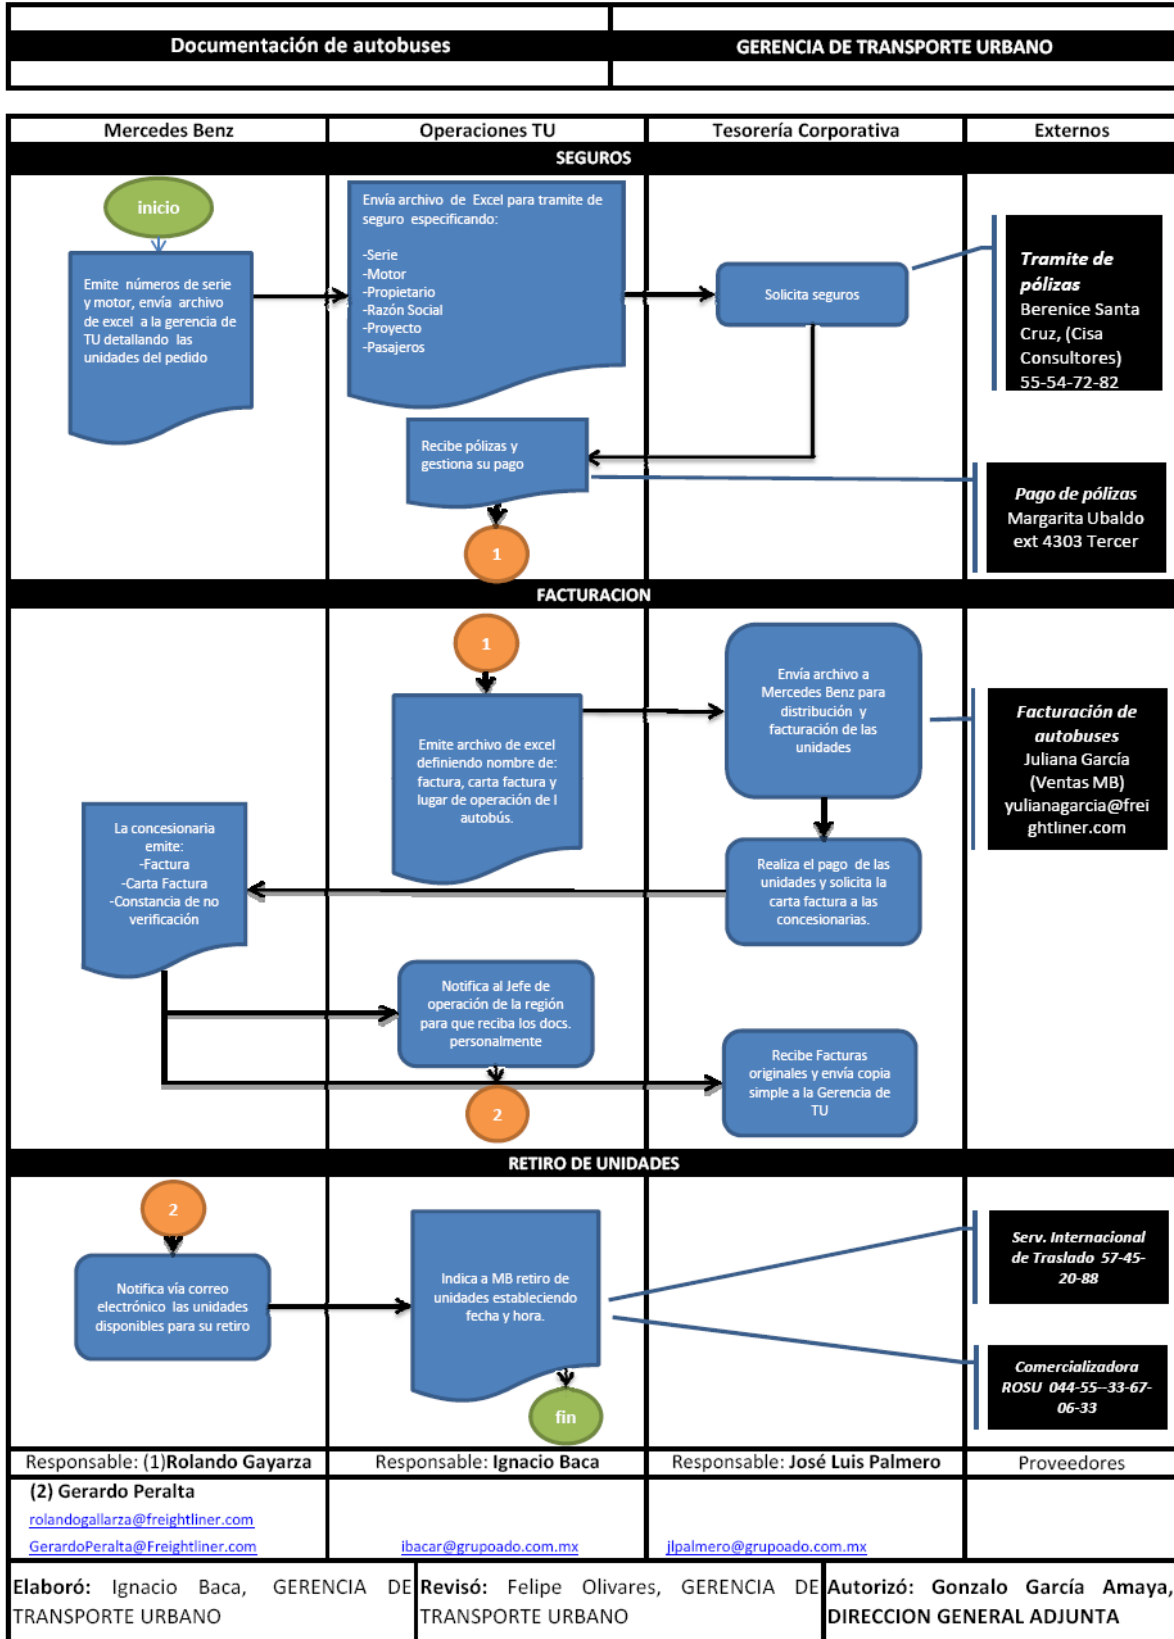 Documentación de autobuses
GERENCIA DE TRANSPORTE URBANO
Mercedes Benz
Operaciones TU
Tesorería Corporativa
Externos
SEGUROS
inicio
Emite números de serie
y motor, envía archivo
de excel a la gerencia de
TU detallando las
unidades del pedido
Envía archivo de Excel para tramite de
seguro especificando:
-Serie
-Motor
-Propietario
-Razón Social
-Proyecto
-Pasajeros
Solicita seguros
Tramite de
pólizas
Berenice Santa
Cruz, (Cisa
Consultores)
55-54-72-82
Recibe pólizas y
gestiona su pago
1
Pago de pólizas
Margarita Ubaldo
ext 4303 Tercer
FACTURACION
1
Emite archivo de excel
definiendo nombre de:
factura, carta factura y
lugar de operación de l
autobús.
Envía archivo a
Mercedes Benz para
distribución y
facturación de las
unidades
Facturación de
autobuses
Juliana García
(Ventas MB)
yulianagarcia@frei
ghtliner.com
La concesionaria
emite:
-Factura
-Carta Factura
-Constancia de no
verificación
Realiza el pago de las
unidades y solicita la
carta factura a las
concesionarias.
Notifica al Jefe de
operación de la región
para que reciba los docs.
personalmente
2
Recibe Facturas
originales y envía copia
simple a la Gerencia de
TU
RETIRO DE UNIDADES
2
Notifica vía correo
electrónico las unidades
disponibles para su retiro
Indica a MB retiro de
unidades estableciendo
fecha y hora.
fin
Serv. Internacional
de Traslado 57-45-
20-88
Comercializadora
ROSU 044-55--33-67-
06-33
Responsable: (1)Rolando Gayarza
Responsable: Ignacio Baca
Responsable: José Luis Palmero
Proveedores
(2) Gerardo Peralta
rolandogallarza@freightliner.com
GerardoPeralta@Freightliner.com
ibacar@grupoado.com.mx
jlpalmero@grupoado.com.mx
Elaboró: Ignacio Baca, GERENCIA DE
TRANSPORTE URBANO
Revisó: Felipe Olivares, GERENCIA DE
TRANSPORTE URBANO
Autorizó: Gonzalo García Amaya,
DIRECCION GENERAL ADJUNTA